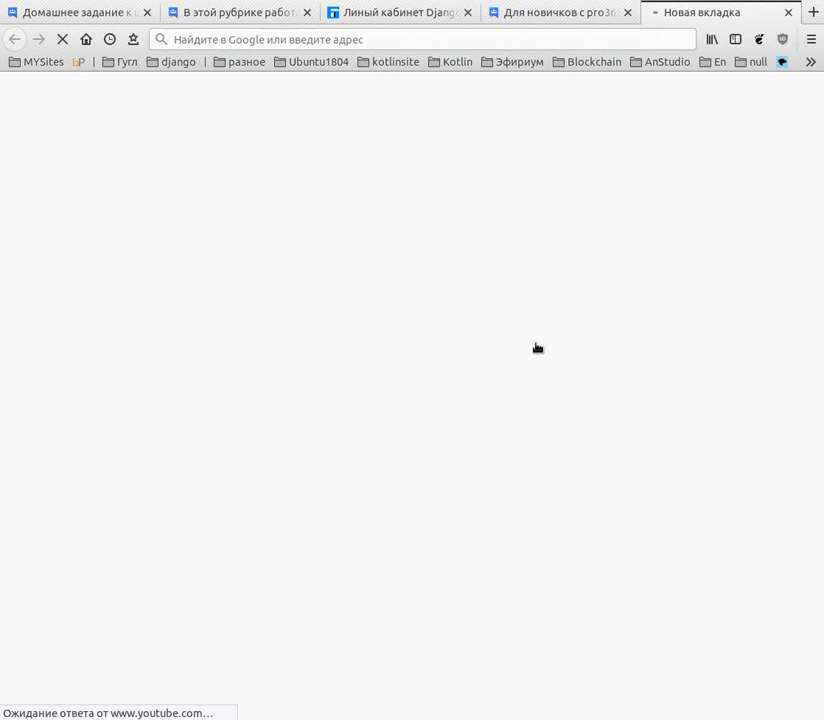 Домашнее задание к
В этой рубрике работ
Линый кабинет Djang
Для новичков с pro36
Новая вкладка
Найдите в Google или введите адрес
MYSites bP | Гугл django | разное Ubuntu1804 kotlinsite Kotlin Эфириум Blockchain AnStudio En null
Ожидание ответа от www.youtube.com…